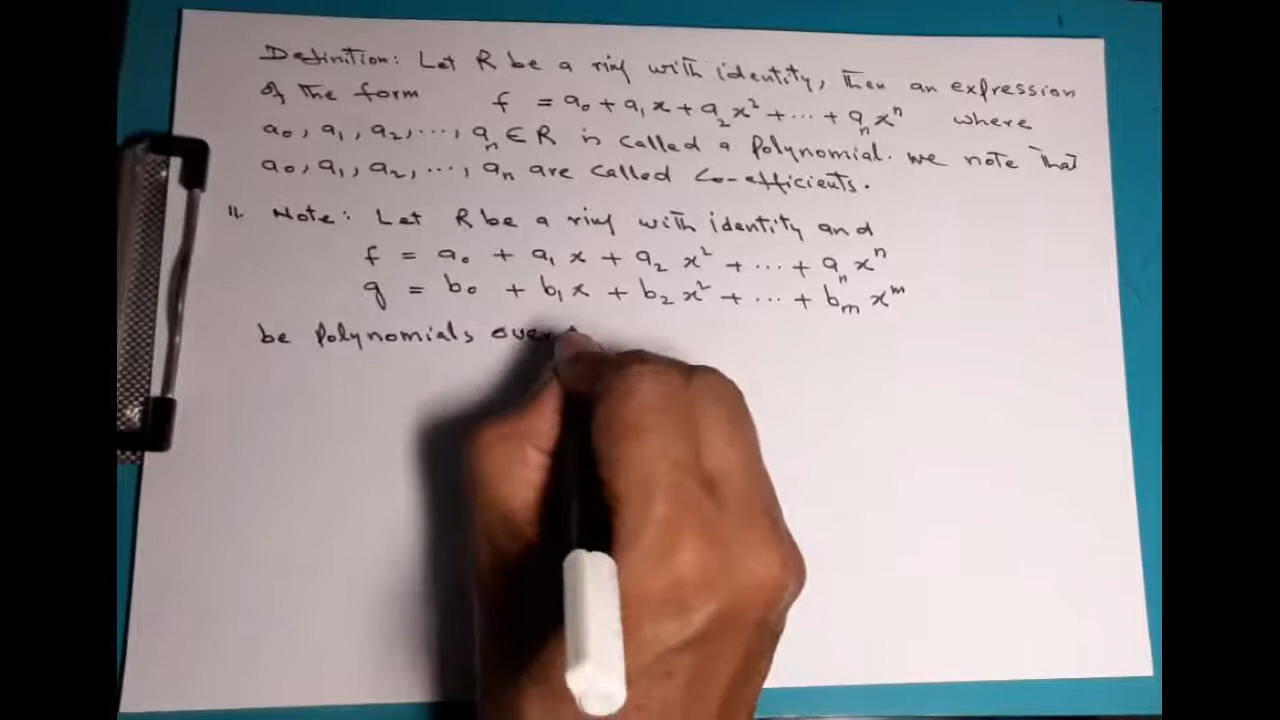 Definition: Let R be a ring with identity, Then an expression
of The form f = a₀ + a₁x + a₂x² + ... + aₙxⁿ where
a₀, a₁, a₂, ..., aₙ ∈ R is called a Polynomial. we note That
a₀, a₁, a₂, ..., aₙ are called Co-efficients.
11. Note: Let R be a ring with identity and
f = a₀ + a₁x + a₂x² + ... + aₙxⁿ
g = b₀ + b₁x + b₂x² + ... + bₘxᵐ
be Polynomials over